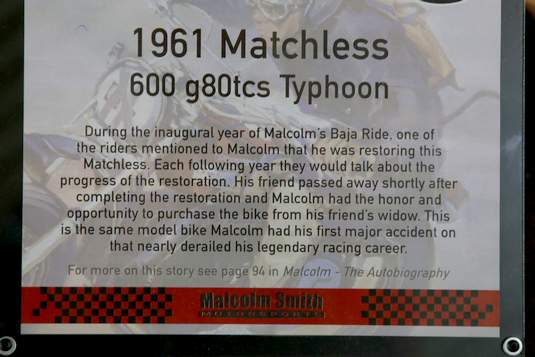 1961 Matchless
600 g80tcs Typhoon
During the inaugural year of Malcolm's Baja Ride, one of
the riders mentioned to Malcolm that he was restoring this
Matchless. Each following year they would talk about the
progress of the restoration. His friend passed away shortly after
completing the restoration and Malcolm had the honor and
opportunity to purchase the bike from his friend's widow. This
is the same model bike Malcolm had his first major accident on
that nearly derailed his legendary racing career.
For more on this story see page 94 in Malcolm - The Autobiography
Malcolm Smith
MOTORSPORTS